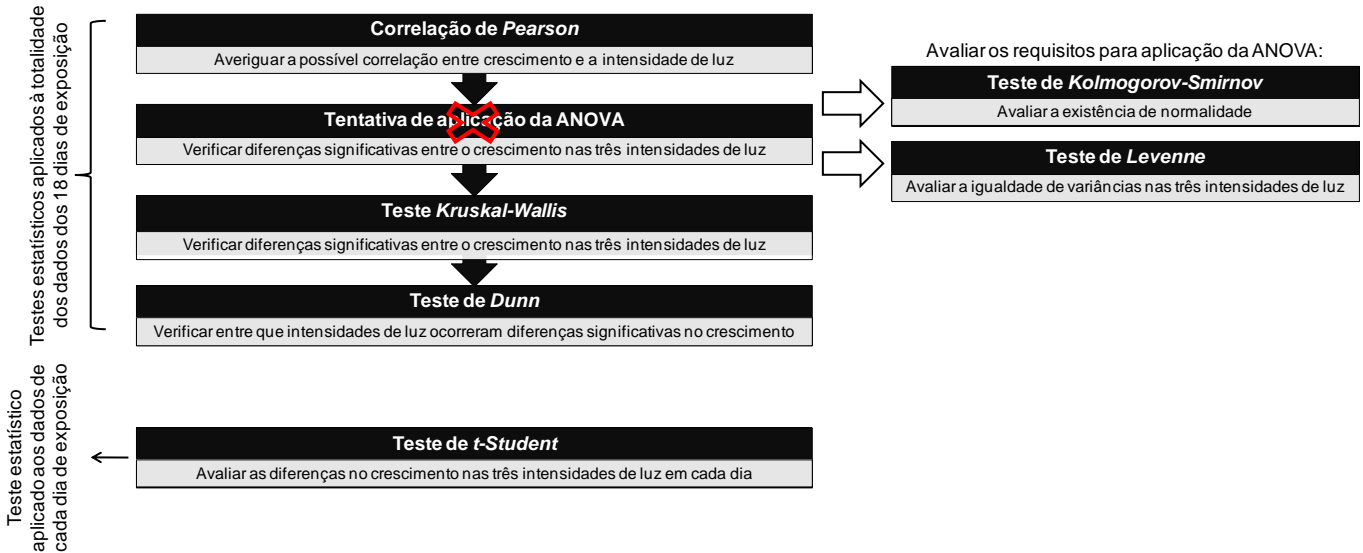 Testes estatísticos aplicados à totalidade
dos dados dos 18 dias de exposição
Correlação de Pearson
Averiguar a possível correlação entre crescimento e a intensidade de luz
Tentativa de aplicação da ANOVA
Verificar diferenças significativas entre o crescimento nas três intensidades de luz
Teste Kruskal-Wallis
Verificar diferenças significativas entre o crescimento nas três intensidades de luz
Teste de Dunn
Verificar entre que intensidades de luz ocorreram diferenças significativas no crescimento
Avaliar os requisitos para aplicação da ANOVA:
Teste de Kolmogorov-Smirnov
Avaliar a existência de normalidade
Teste de Levenne
Avaliar a igualdade de variâncias nas três intensidades de luz
Teste estatístico
aplicado aos dados de
cada dia de exposição
Teste de t-Student
Avaliar as diferenças no crescimento nas três intensidades de luz em cada dia